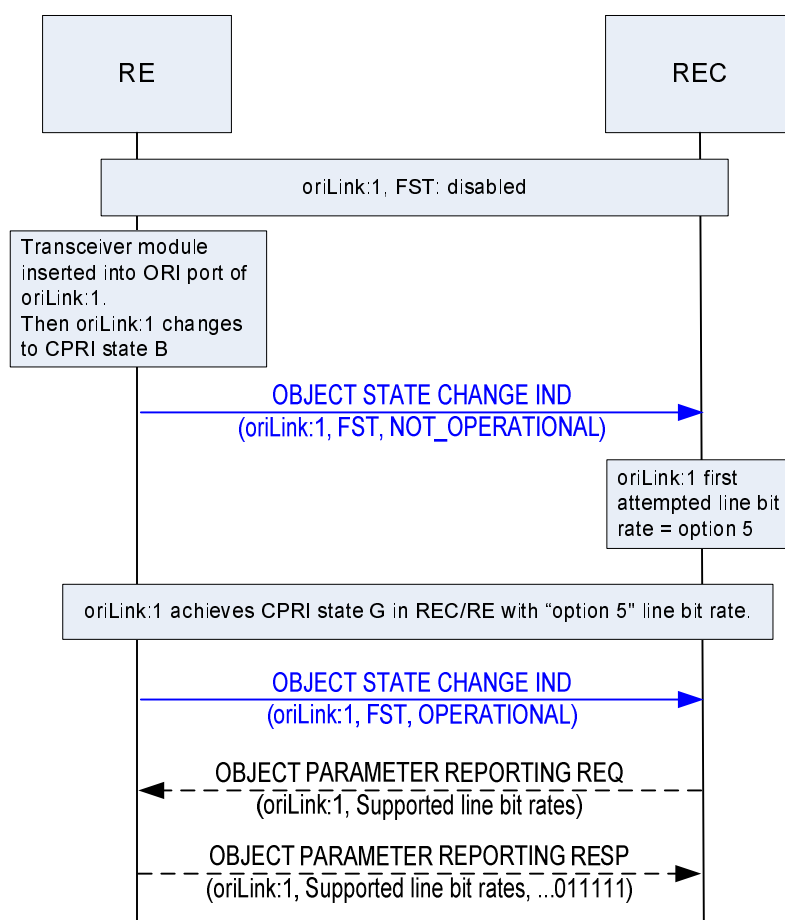 RE
REC
oriLink:1, FST: disabled
Transceiver module
inserted into ORI port of
oriLink:1.
Then oriLink:1 changes
to CPRI state B
OBJECT STATE CHANGE IND
(oriLink:1, FST, NOT_OPERATIONAL)
oriLink:1 first
attempted line bit
rate = option 5
oriLink:1 achieves CPRI state G in REC/RE with “option 5" line bit rate.
OBJECT STATE CHANGE IND
(oriLink:1, FST, OPERATIONAL)
OBJECT PARAMETER REPORTING REQ
(oriLink:1, Supported line bit rates)
OBJECT PARAMETER REPORTING RESP
(oriLink:1, Supported line bit rates, ...011111)